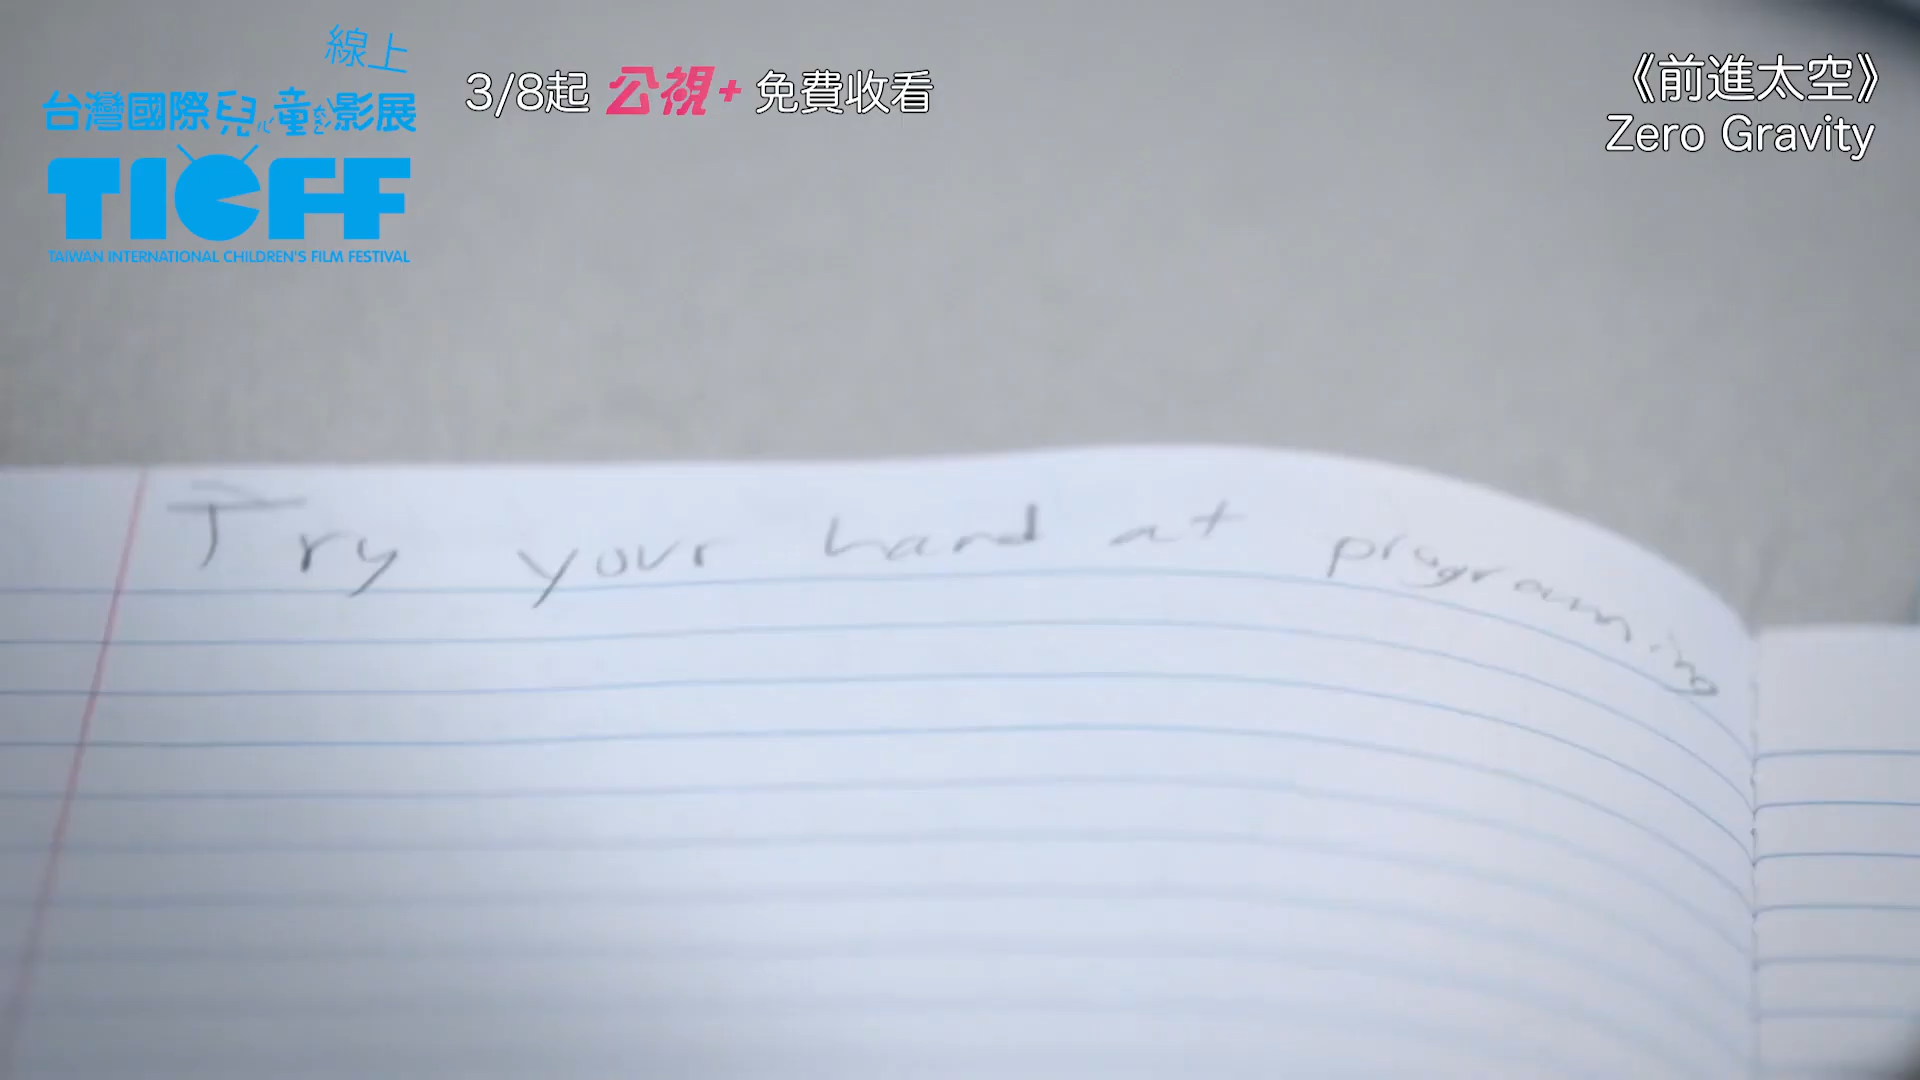 線上
台灣國際兒童影展
TICFF
TAIWAN INTERNATIONAL CHILDREN'S FILM FESTIVAL
3/8起 公視+ 免費收看
《前進太空》
Zero Gravity
Try your hand at programming